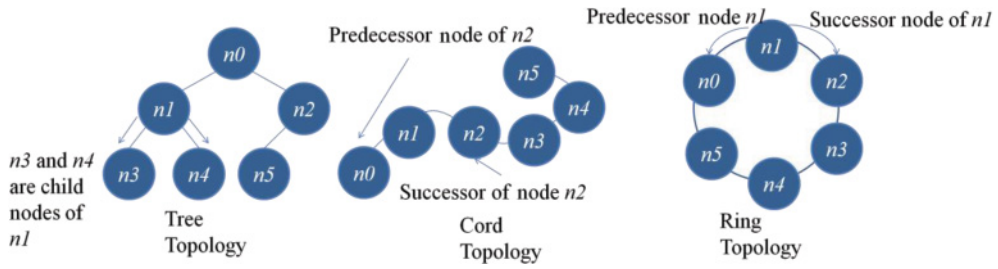 n0
n1
n2
n3
n4
n5
n3 and n4
are child
nodes of
n1
Tree
Topology
Predecessor node of n2
n5
n4
n1
n2
n3
n0
Successor of node n2
Cord
Topology
Predecessor node n1
Successor node of n1
n1
n0
n2
n5
n3
n4
Ring
Topology